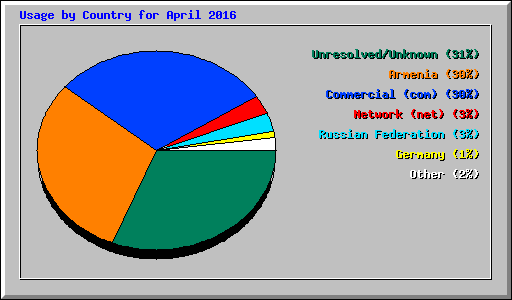 Usage by Country for April 2016
Unresolved/Unknown (31%)
Armenia (30%)
Commercial (com) (30%)
Network (net) (3%)
Russian Federation (3%)
Germany (1%)
Other (2%)